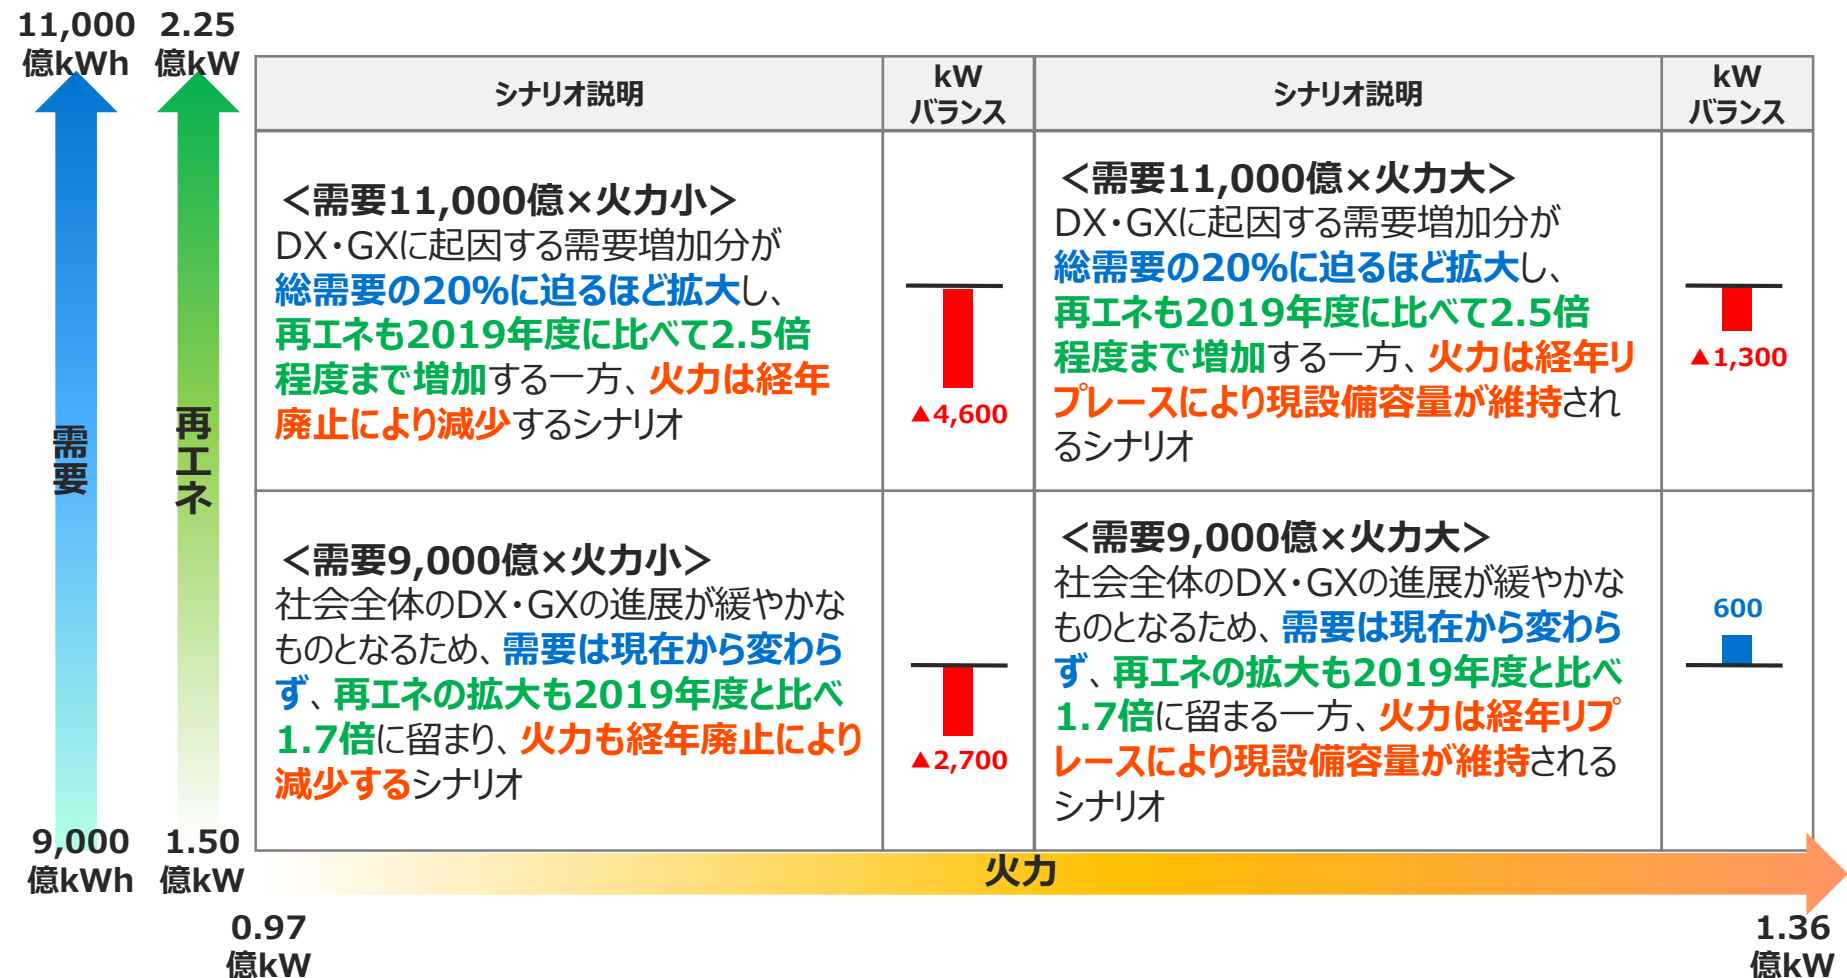 11,000
億kWh
2.25
億kW
需要
再エネ
9,000
億kWh
1.50
億kW
シナリオ説明
kW
バランス
シナリオ説明
kW
バランス
＜需要11,000億×火力小＞
DX・GXに起因する需要増加分が
総需要の20%に迫るほど拡大し、
再エネも2019年度に比べて2.5倍
程度まで増加する一方、火力は経年
廃止により減少するシナリオ
▲4,600
＜需要11,000億×火力大＞
DX・GXに起因する需要増加分が
総需要の20%に迫るほど拡大し、
再エネも2019年度に比べて2.5倍
程度まで増加する一方、火力は経年リ
プレースにより現設備容量が維持され
るシナリオ
▲1,300
＜需要9,000億×火力小＞
社会全体のDX・GXの進展が緩やかな
ものとなるため、需要は現在から変わら
ず、再エネの拡大も2019年度と比べ
1.7倍に留まり、火力も経年廃止により
減少するシナリオ
▲2,700
＜需要9,000億×火力大＞
社会全体のDX・GXの進展が緩やかな
ものとなるため、需要は現在から変わら
ず、再エネの拡大も2019年度と比べ
1.7倍に留まる一方、火力は経年リプ
レースにより現設備容量が維持される
シナリオ
600
火力
0.97
億kW
1.36
億kW